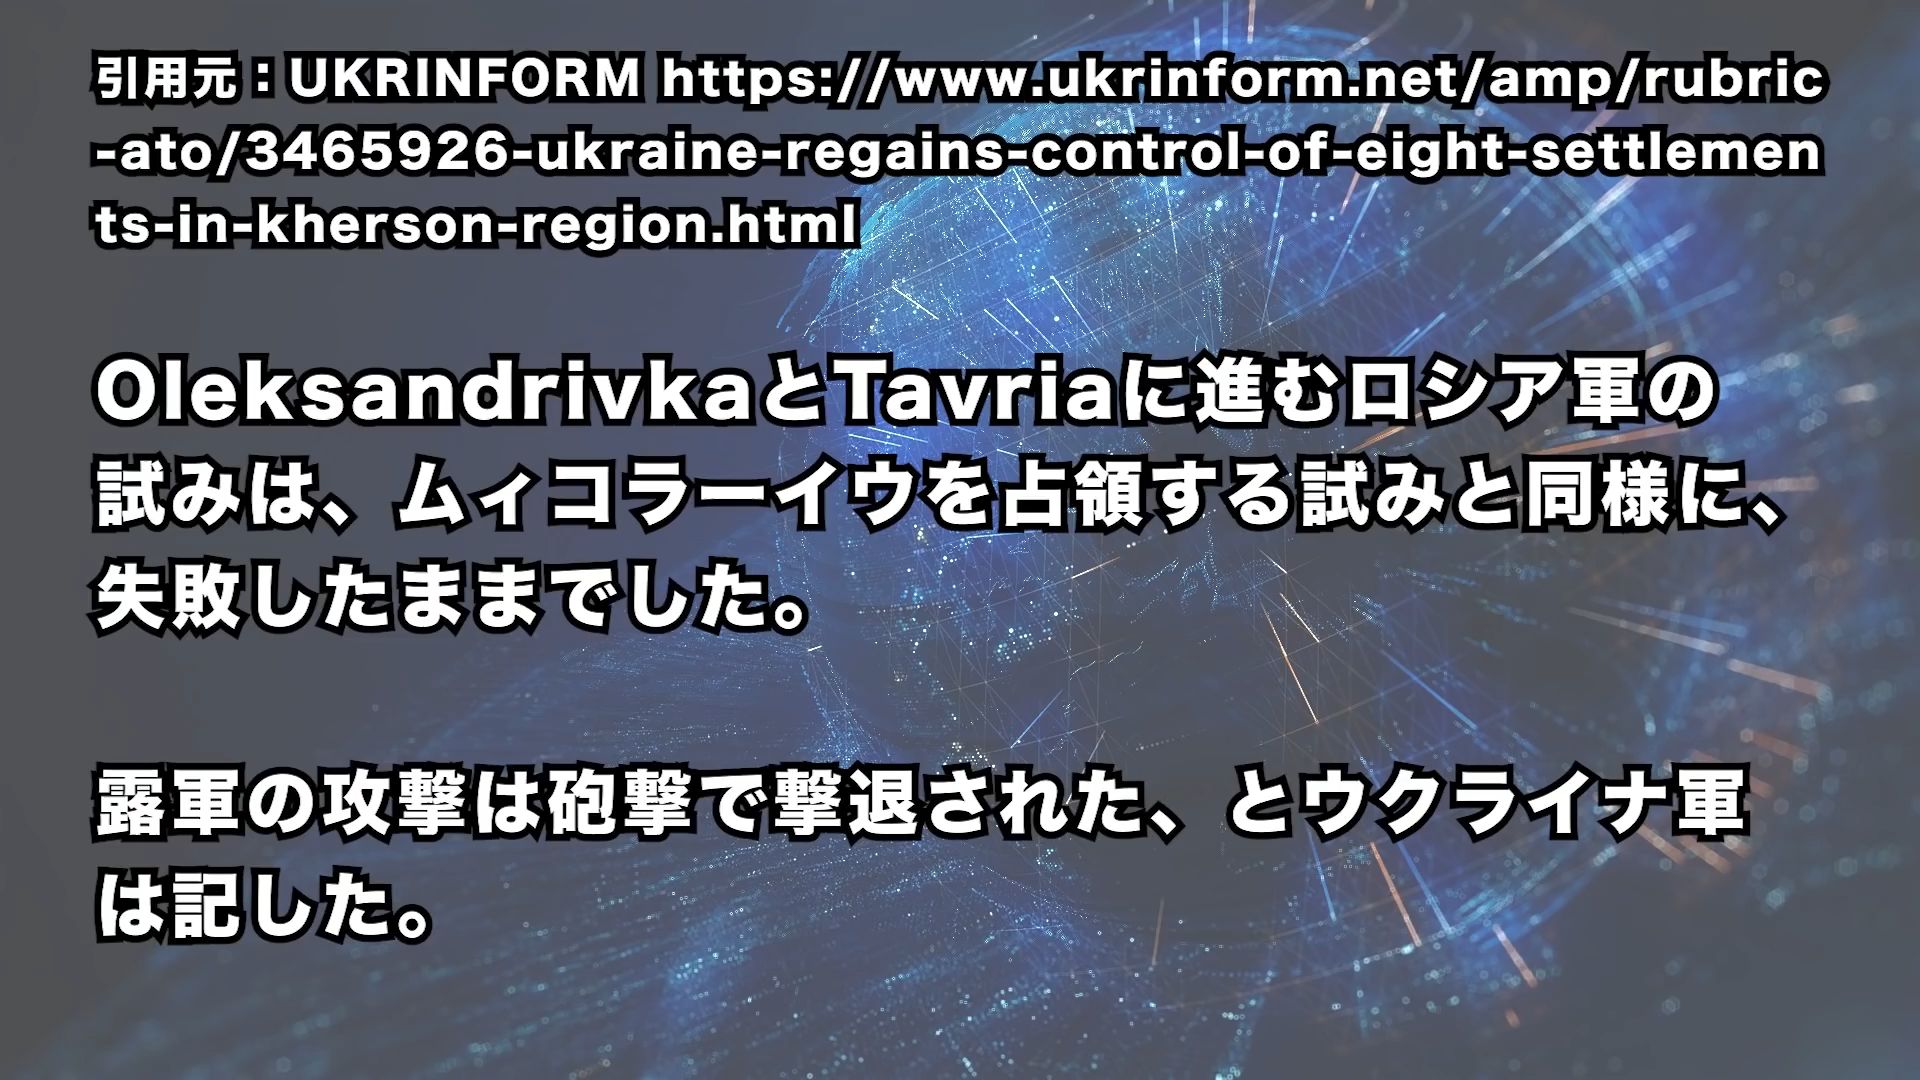 引用元：UKRINFORM https://www.ukrinform.net/amp/rubric
-ato/3465926-ukraine-regains-control-of-eight-settlemen
ts-in-kherson-region.html
OleksandrivkaとTavriaに進むロシア軍の
試みは、ムィコラーイウを占領する試みと同様に、
失敗したままでした。
露軍の攻撃は砲撃で撃退された、とウクライナ軍
は記した。